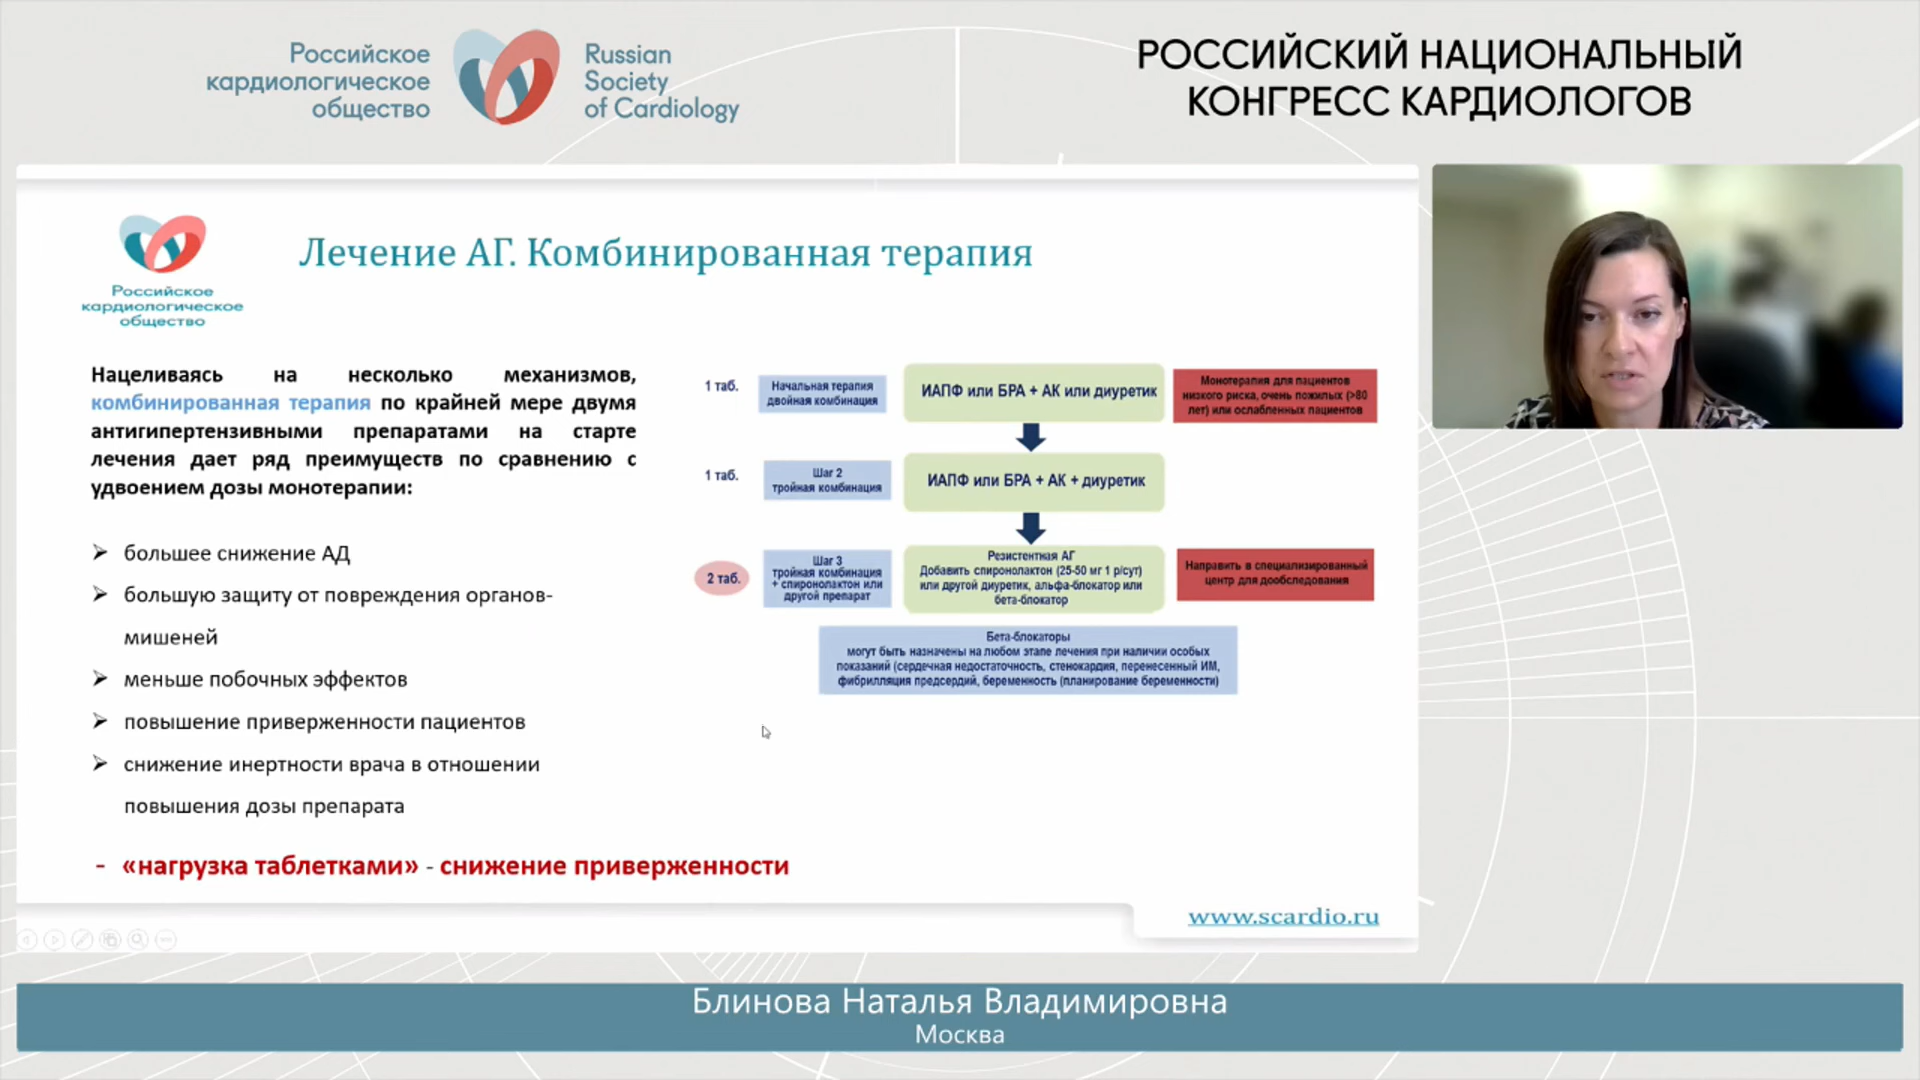 Российское
кардиологическое
общество
Russian
Society
of Cardiology
РОССИЙСКИЙ НАЦИОНАЛЬНЫЙ
КОНГРЕСС КАРДИОЛОГОВ
Российское
кардиологическое
общество
Лечение АГ. Комбинированная терапия
Нацеливаясь на несколько механизмов,
комбинированная терапия по крайней мере двумя
антигипертензивными препаратами на старте
лечения дает ряд преимуществ по сравнению с
удвоением дозы монотерапии:
большее снижение АД
большую защиту от повреждения органов-
мишеней
меньше побочных эффектов
повышение приверженности пациентов
снижение инертности врача в отношении
повышения дозы препарата
- «нагрузка таблетками» - снижение приверженности
1 таб.
Начальная терапия
двойная комбинация
ИАПФ или БРА + АК или диуретик
Монотерапия для пациентов
низкого риска, очень пожилых (>80
лет) или ослабленных пациентов
1 таб.
Шаг 2
тройная комбинация
ИАПФ или БРА + АК + диуретик
2 таб.
Шаг 3
тройная комбинация
+ спиронолактон или
другой препарат
Резистентная АГ
Добавить спиронолактон (25-50 мг 1 р/сут)
или другой диуретик, альфа-блокатор или
бета-блокатор
Направить в специализированный
центр для дообследования
Бета-блокаторы
могут быть назначены на любом этапе лечения при наличии особых
показаний (сердечная недостаточность, стенокардия, перенесенный ИМ,
фибрилляция предсердий, беременность (планирование беременности)
www.scardio.ru
Блинова Наталья Владимировна
Москва